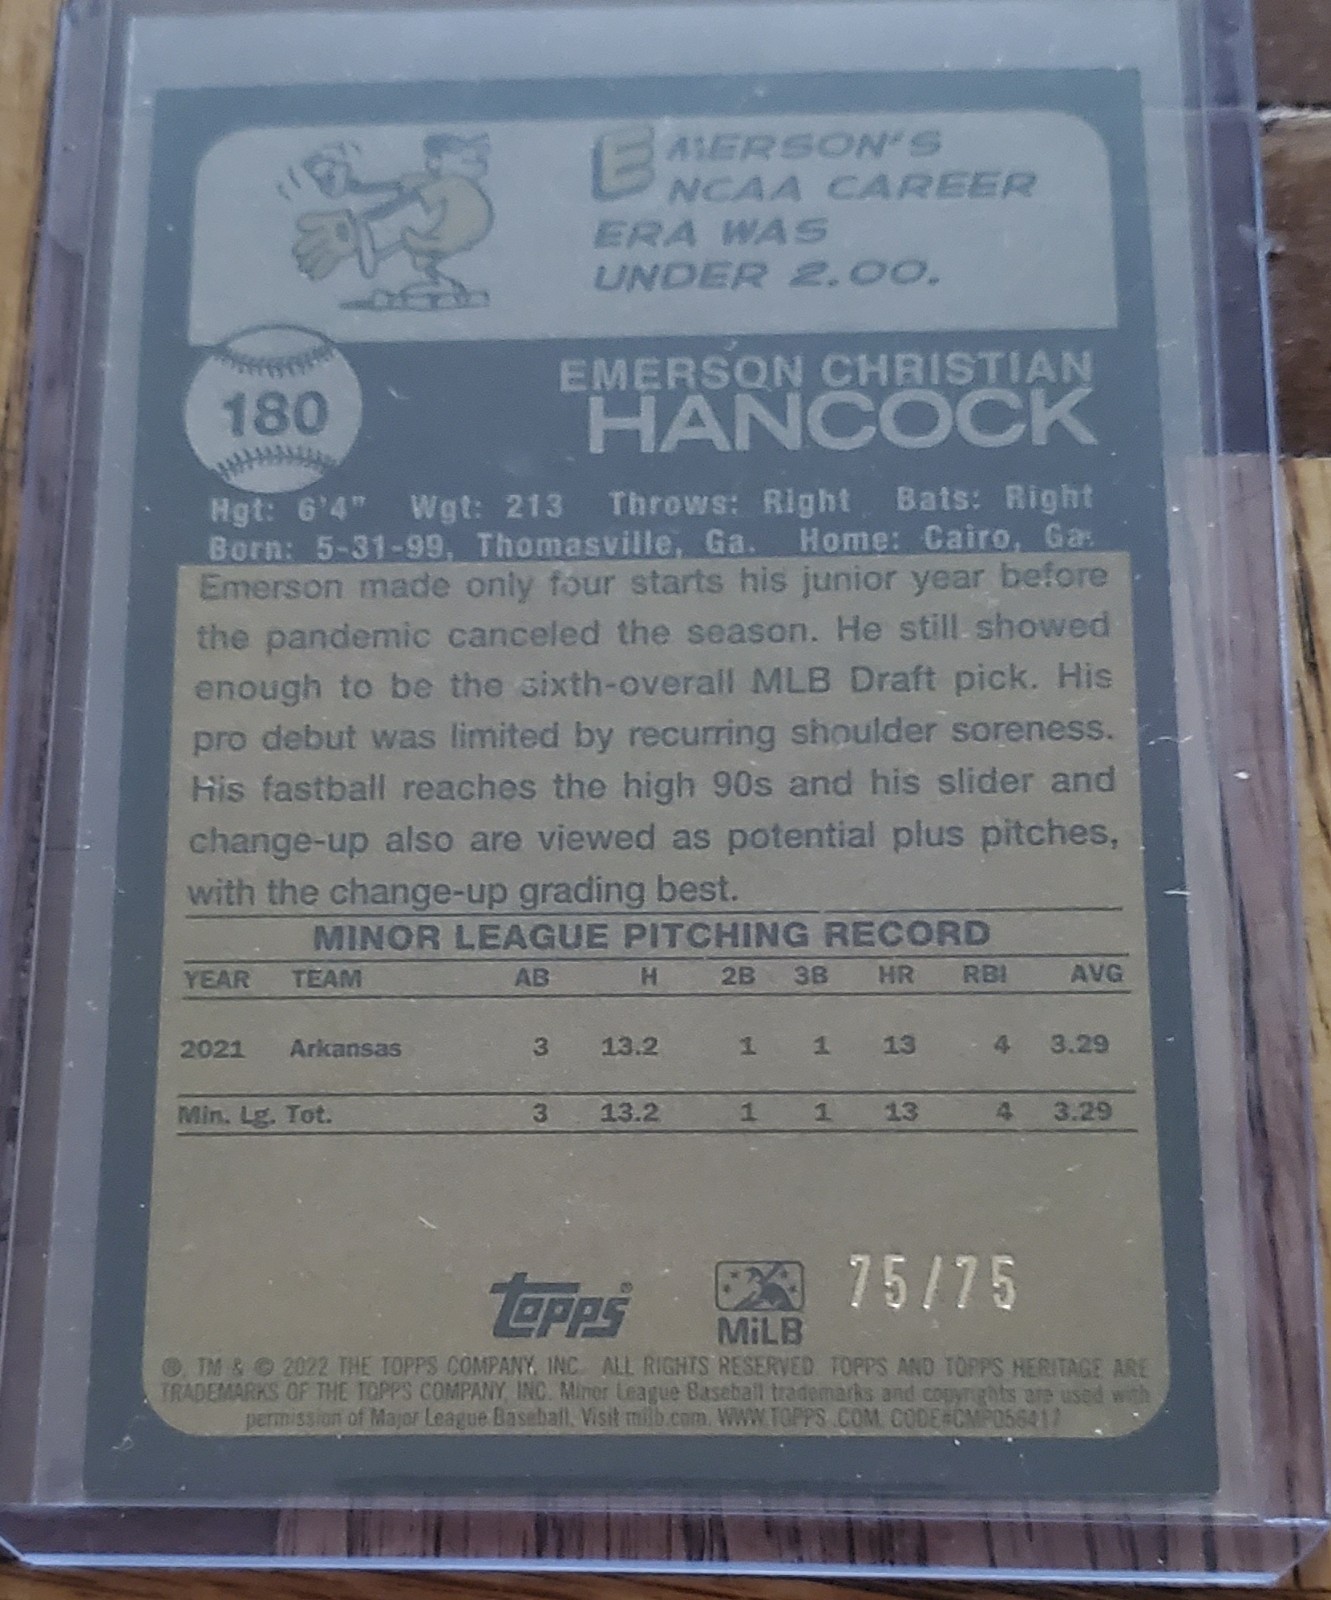 EMERSON'S
NCAA CAREER
ERA WAS
UNDER 2.00.
180
EMERSON CHRISTIAN
HANCOCK
Hgt: 6'4" Wgt: 213 Throws: Right Bats: Right
Born: 5-31-99, Thomasville, Ga. Home: Cairo, Ga.
Emerson made only four starts his junior year before
the pandemic canceled the season. He still showed
enough to be the sixth-overall MLB Draft pick. His
pro debut was limited by recurring shoulder soreness.
His fastball reaches the high 90s and his slider and
change-up also are viewed as potential plus pitches,
with the change-up grading best.
MINOR LEAGUE PITCHING RECORD
YEAR TEAM AB H 2B 3B HR RBI AVG
2021 Arkansas 3 13.2 1 1 13 4 3.29
Min. Lg. Tot. 3 13.2 1 1 13 4 3.29
Topps® MiLB 75/75
®, TM & © 2022 THE TOPPS COMPANY, INC. ALL RIGHTS RESERVED. TOPPS AND TOPPS HERITAGE ARE
TRADEMARKS OF THE TOPPS COMPANY, INC. Minor League Baseball trademarks and copyrights are used with
permission of Major League Baseball. Visit milb.com. WWW.TOPPS.COM. CODE#CMP056417